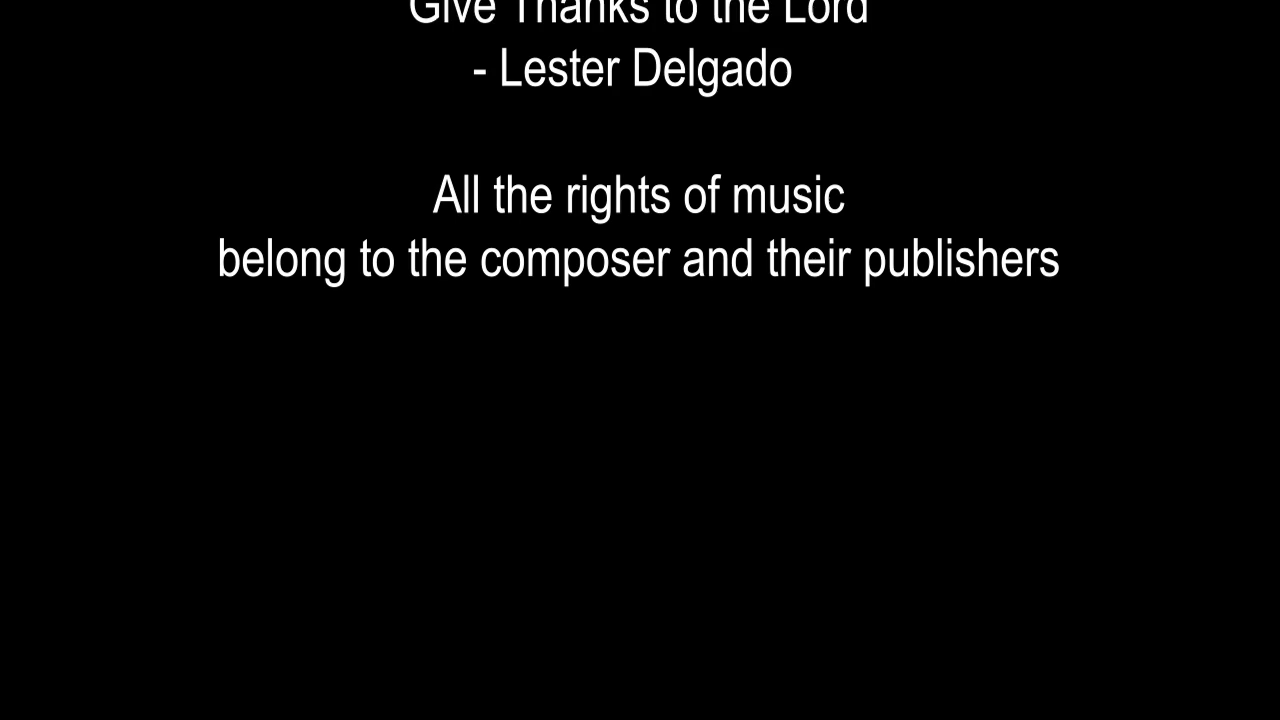 Give Thanks to the Lord
- Lester Delgado
All the rights of music
belong to the composer and their publishers